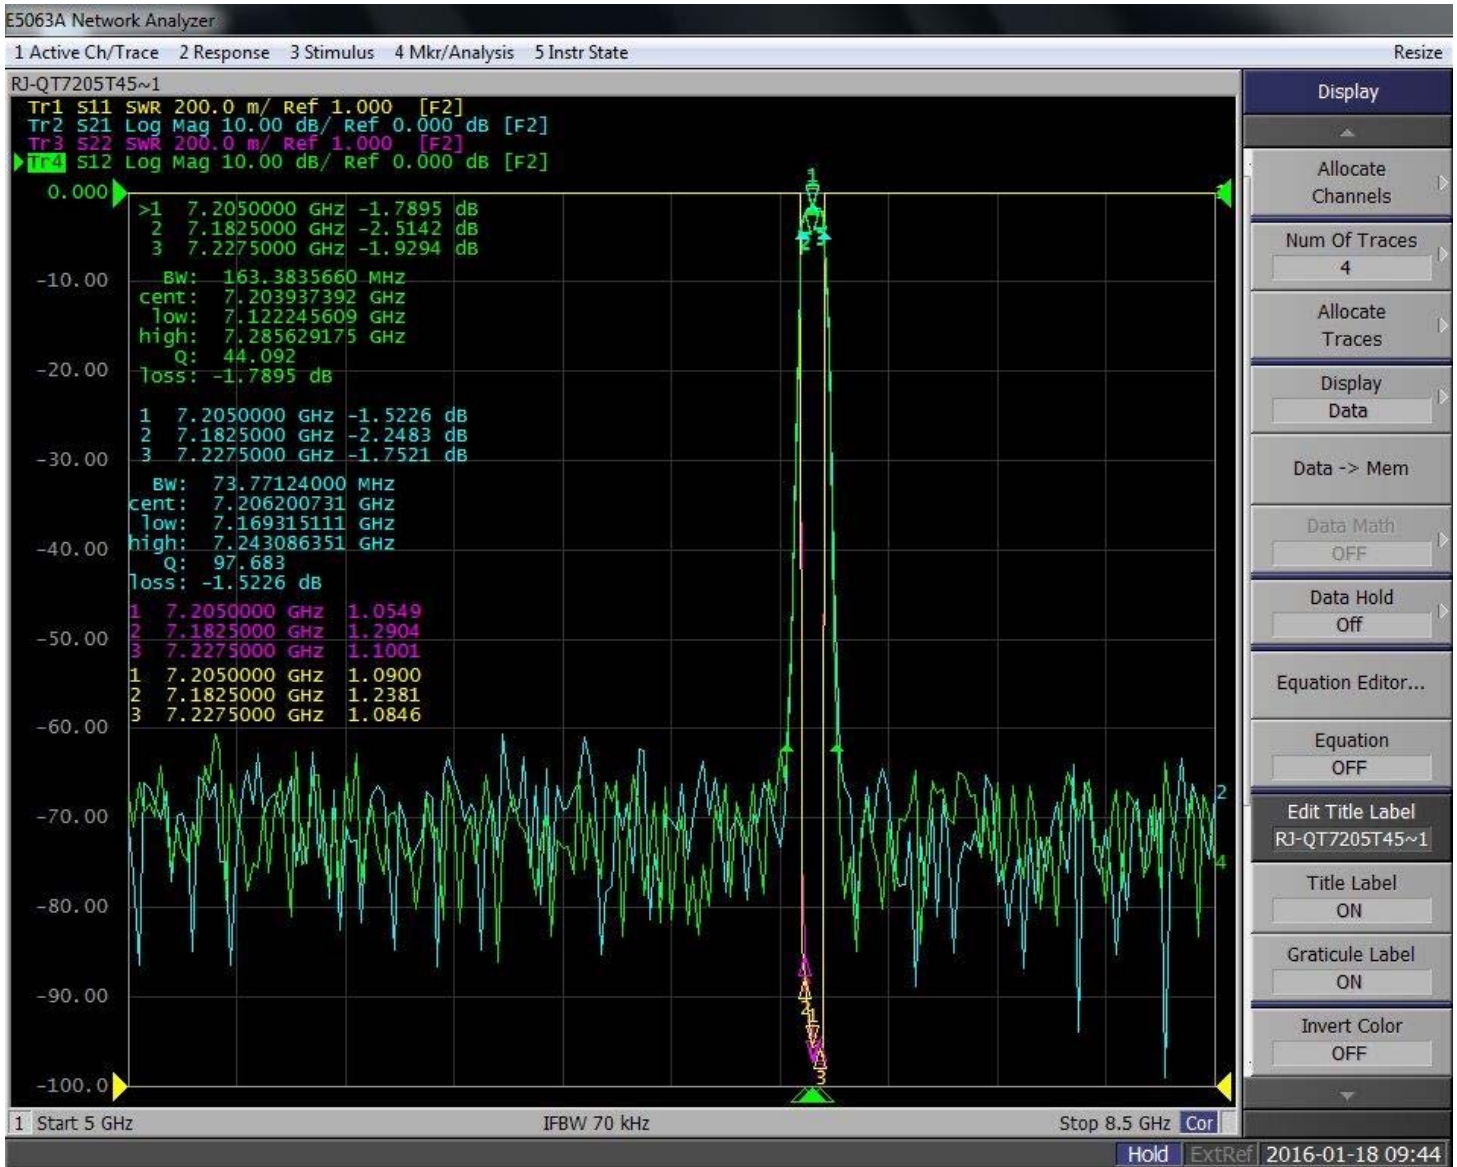 E5063A Network Analyzer
1 Active Ch/Trace 2 Response 3 Stimulus 4 Mkr/Analysis 5 Instr State Resize
RJ-QT7205T45~1
Tr1 S11 SWR 200.0 m/ Ref 1.000 [F2]
Tr2 S21 Log Mag 10.00 dB/ Ref 0.000 dB [F2]
Tr3 S22 SWR 200.0 m/ Ref 1.000 [F2]
Tr4 S12 Log Mag 10.00 dB/ Ref 0.000 dB [F2]
0.000
-10.00
-20.00
-30.00
-40.00
-50.00
-60.00
-70.00
-80.00
-90.00
-100.0
>1 7.2050000 GHz -1.7895 dB
2 7.1825000 GHz -2.5142 dB
3 7.2275000 GHz -1.9294 dB
BW: 163.3835660 MHz
cent: 7.203937392 GHz
low: 7.122245609 GHz
high: 7.285629175 GHz
Q: 44.092
loss: -1.7895 dB
1 7.2050000 GHz -1.5226 dB
2 7.1825000 GHz -2.2483 dB
3 7.2275000 GHz -1.7521 dB
BW: 73.77124000 MHz
cent: 7.206200731 GHz
low: 7.169315111 GHz
high: 7.243086351 GHz
Q: 97.683
loss: -1.5226 dB
1 7.2050000 GHz 1.0549
2 7.1825000 GHz 1.2904
3 7.2275000 GHz 1.1001
1 7.2050000 GHz 1.0900
2 7.1825000 GHz 1.2381
3 7.2275000 GHz 1.0846
1
2 3
2
4
2
1
3
1 Start 5 GHz IFBW 70 kHz Stop 8.5 GHz Cor
Display
Allocate
Channels
Num Of Traces
4
Allocate
Traces
Display
Data
Data -> Mem
Data Math
OFF
Data Hold
Off
Equation Editor...
Equation
OFF
Edit Title Label
RJ-QT7205T45~1
Title Label
ON
Graticule Label
ON
Invert Color
OFF
Hold ExtRef 2016-01-18 09:44